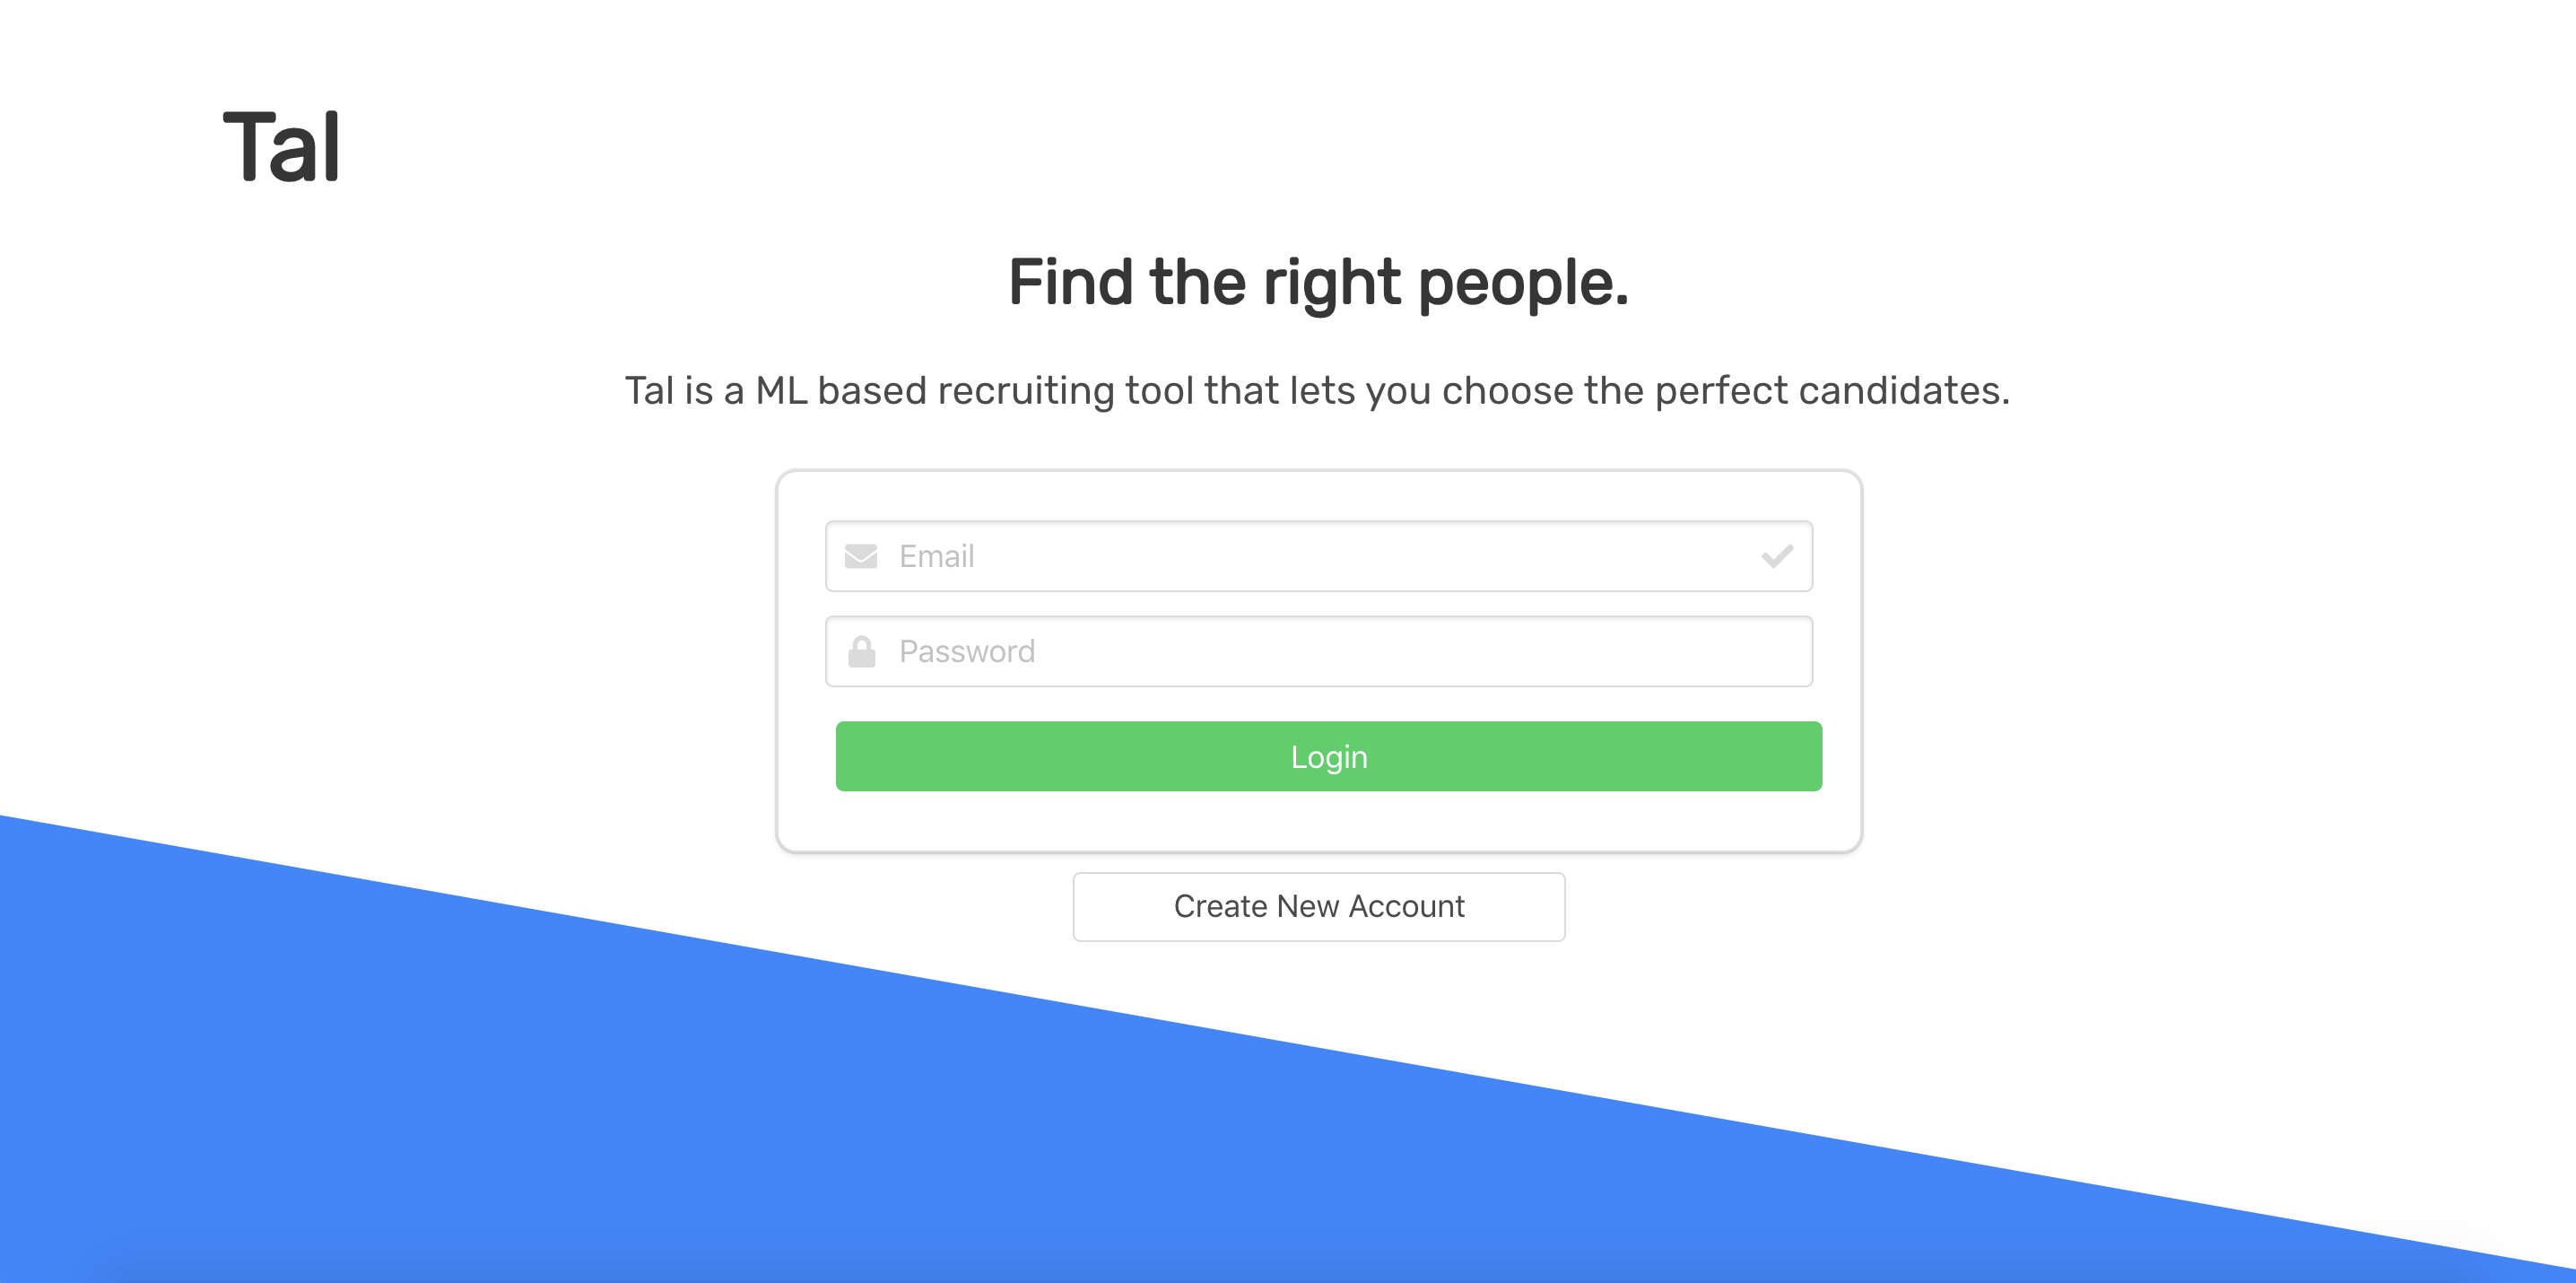 Tal
Find the right people.
Tal is a ML based recruiting tool that lets you choose the perfect candidates.
Email
Password
Login
Create New Account